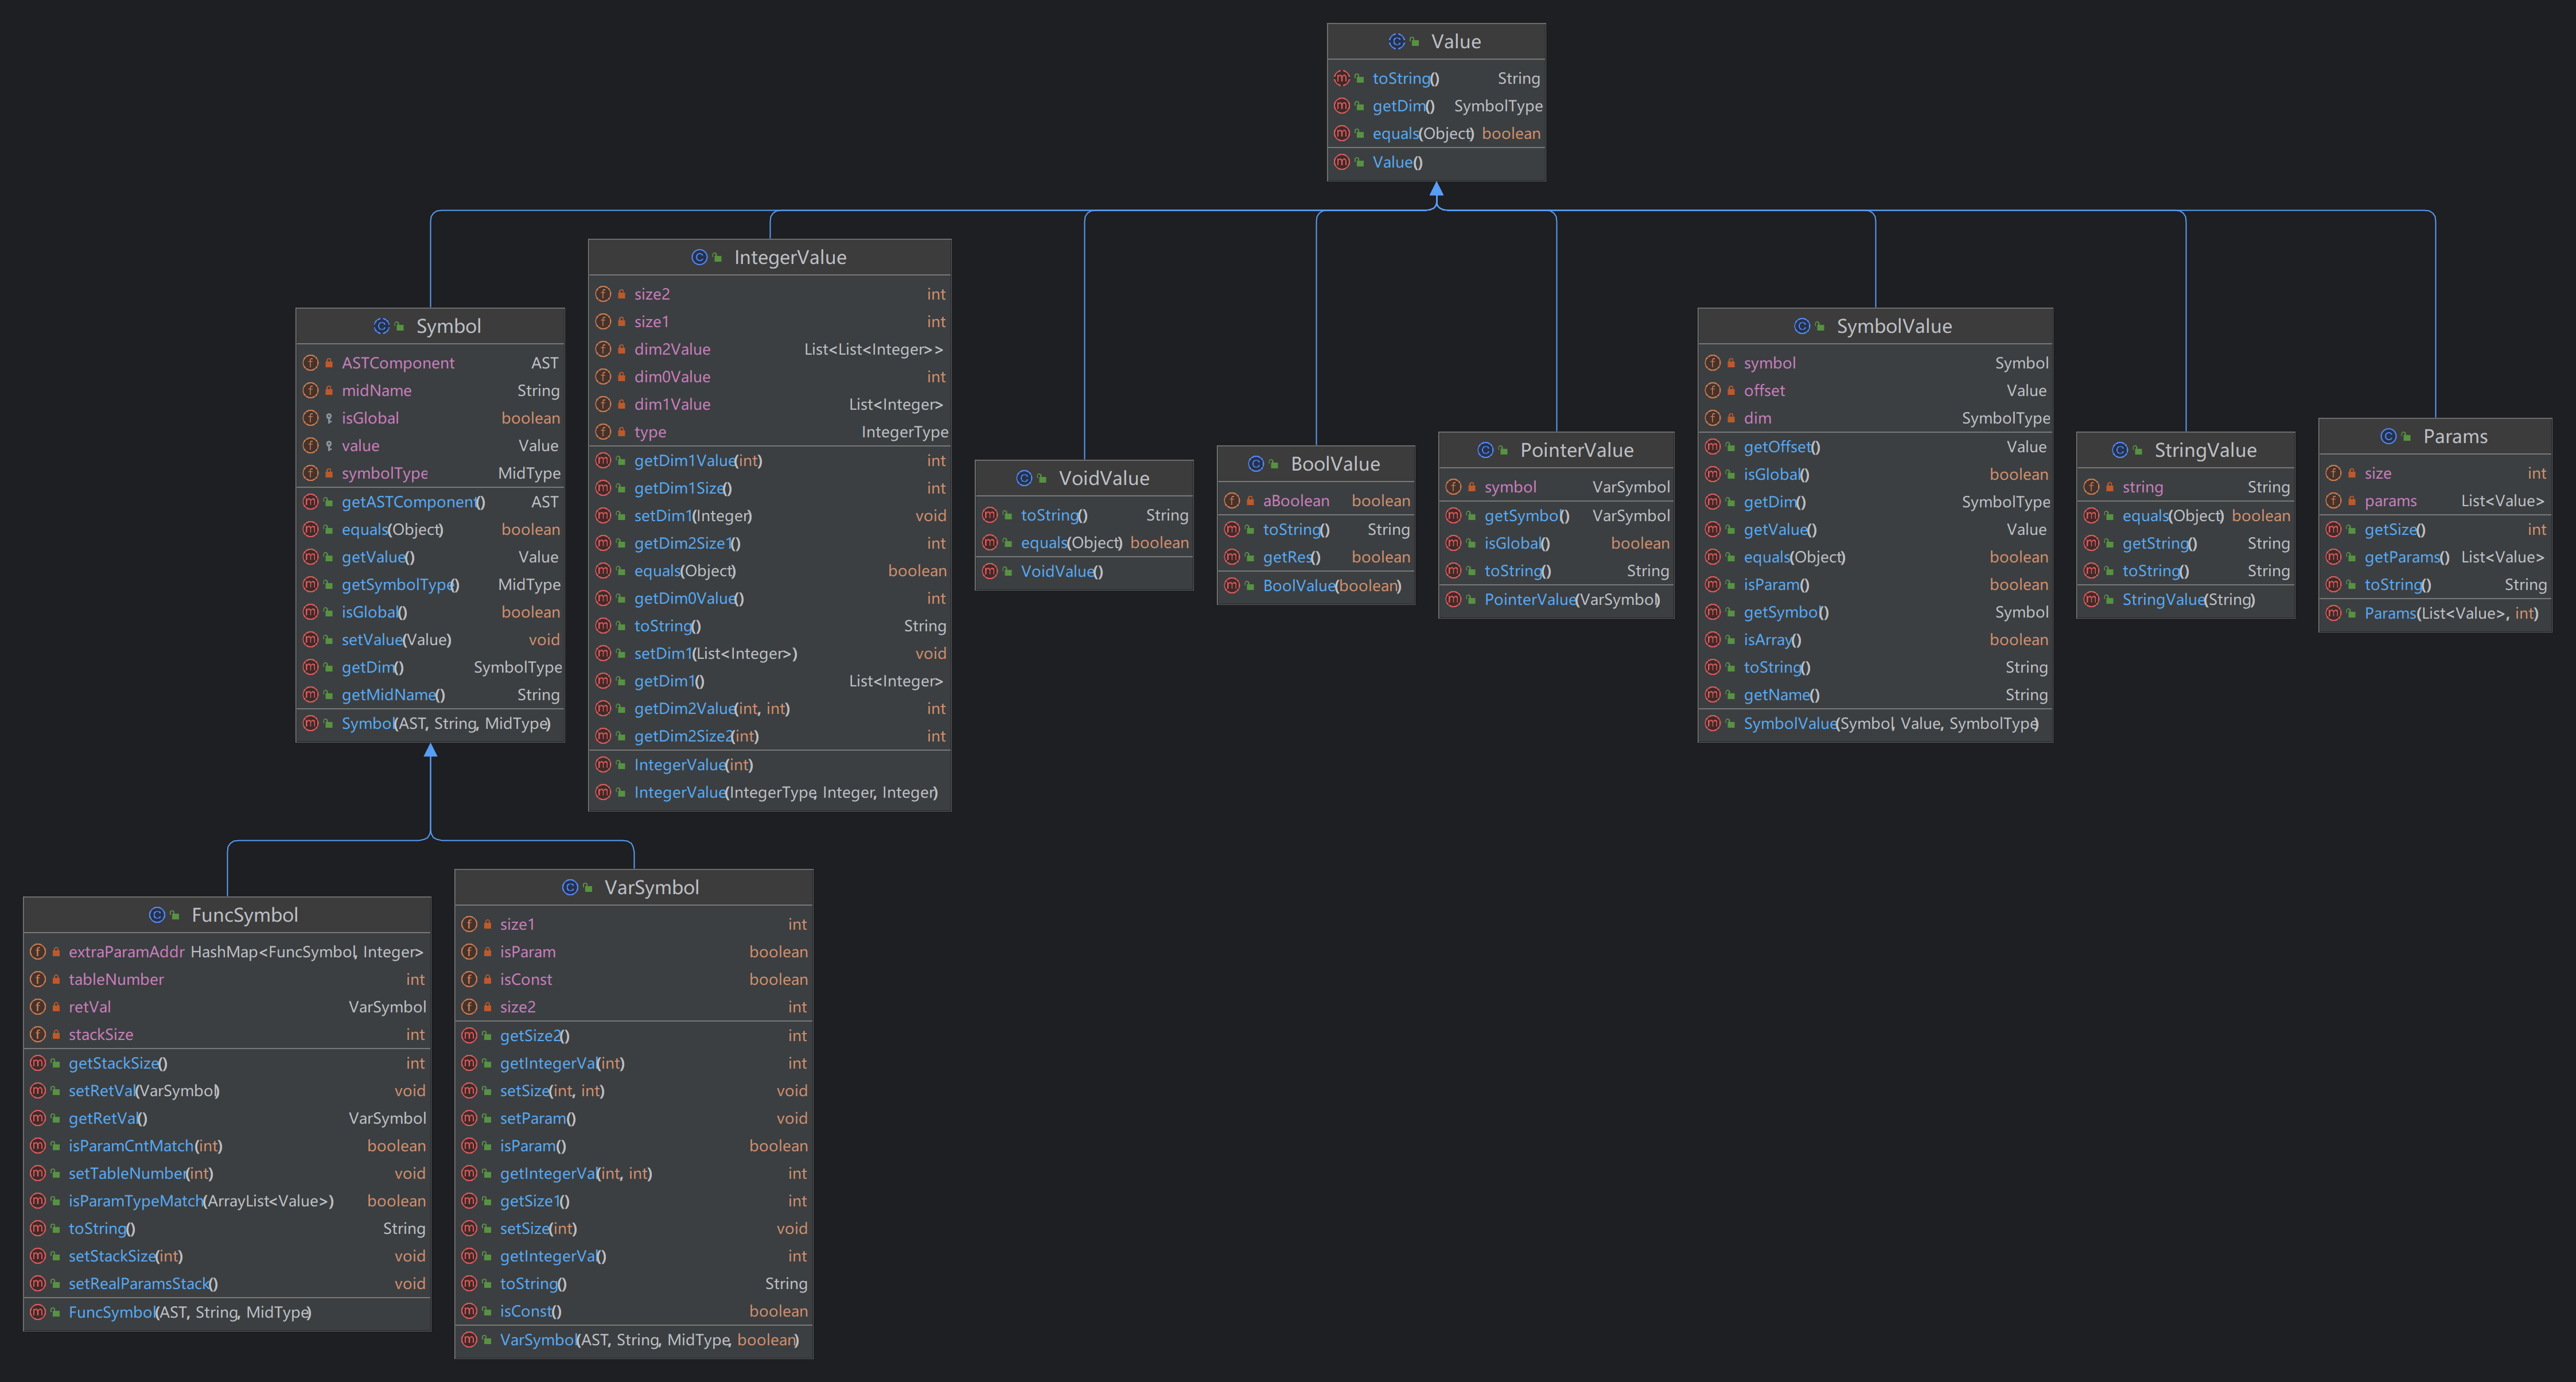 Value
toString() String
getDim() SymbolType
equals(Object) boolean
Value()
Symbol
ASTComponent AST
midName String
isGlobal boolean
value Value
symbolType MidType
getASTComponent() AST
equals(Object) boolean
getValue() Value
getSymbolType() MidType
isGlobal() boolean
setValue(Value) void
getDim() SymbolType
getMidName() String
Symbol(AST, String, MidType)
IntegerValue
size2 int
size1 int
dim2Value List<List<Integer>>
dim0Value int
dim1Value List<Integer>
type IntegerType
getDim1Value(int) int
getDim1Size() int
setDim1(Integer) void
getDim2Size1() int
equals(Object) boolean
getDim0Value() int
toString() String
setDim1(List<Integer>) void
getDim1() List<Integer>
getDim2Value(int, int) int
getDim2Size2(int) int
IntegerValue(int)
IntegerValue(IntegerType, Integer, Integer)
VoidValue
toString() String
equals(Object) boolean
VoidValue()
BoolValue
aBoolean boolean
toString() String
getRes() boolean
BoolValue(boolean)
PointerValue
symbol VarSymbol
getSymbol() VarSymbol
isGlobal() boolean
toString() String
PointerValue(VarSymbol)
SymbolValue
symbol Symbol
offset Value
dim SymbolType
getOffset() Value
isGlobal() boolean
getDim() SymbolType
getValue() Value
equals(Object) boolean
isParam() boolean
getSymbol() Symbol
isArray() boolean
toString() String
getName() String
SymbolValue(Symbol, Value, SymbolType)
StringValue
string String
equals(Object) boolean
getString() String
toString() String
StringValue(String)
Params
size int
params List<Value>
getSize() int
getParams() List<Value>
toString() String
Params(List<Value>, int)
FuncSymbol
extraParamAddr HashMap<FuncSymbol, Integer>
tableNumber int
retVal VarSymbol
stackSize int
getStackSize() int
setRetVal(VarSymbol) void
getRetVal() VarSymbol
isParamCntMatch(int) boolean
setTableNumber(int) void
isParamTypeMatch(ArrayList<Value>) boolean
toString() String
setStackSize(int) void
setRealParamsStack() void
FuncSymbol(AST, String, MidType)
VarSymbol
size1 int
isParam boolean
isConst boolean
size2 int
getSize2() int
getIntegerVal(int) int
setSize(int, int) void
setParam() void
isParam() boolean
getIntegerVal(int, int) int
getSize1() int
setSize(int) void
getIntegerVal() int
toString() String
isConst() boolean
VarSymbol(AST, String, MidType, boolean)